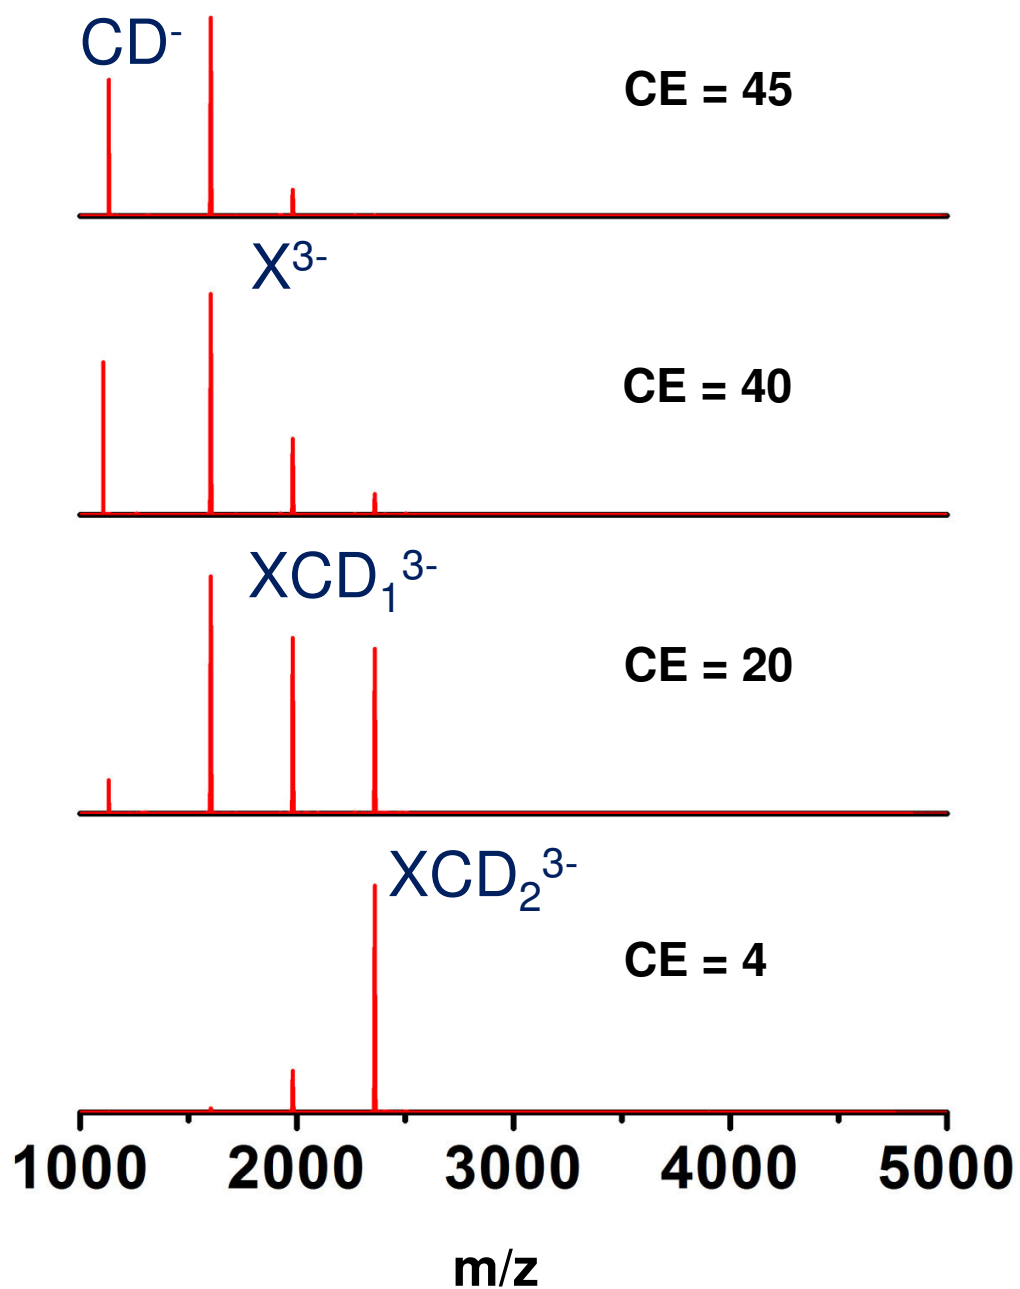 CD⁻
CE = 45
X³⁻
CE = 40
XCD₁³⁻
CE = 20
XCD₂³⁻
CE = 4
1000 2000 3000 4000 5000
m/z